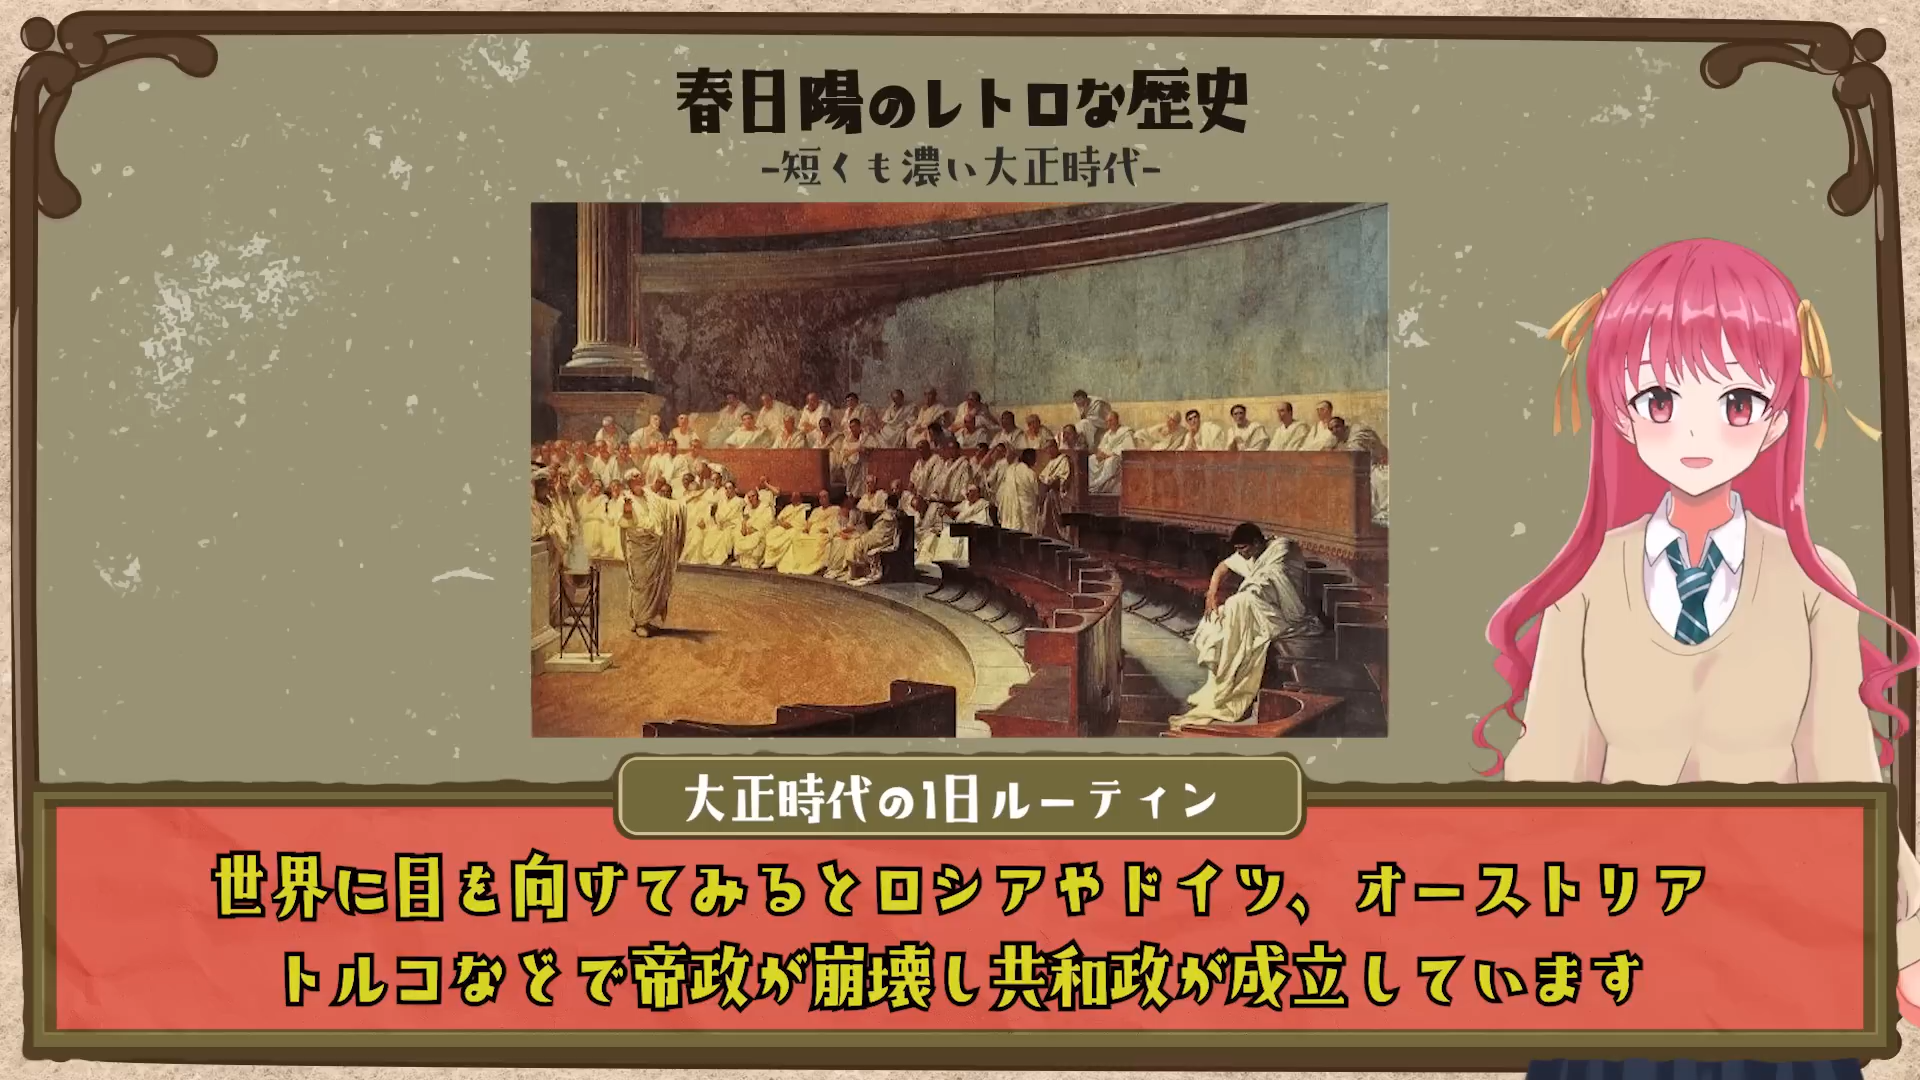 春日陽のレトロな歴史
-短くも濃い大正時代-
大正時代の1日ルーティン
世界に目を向けてみるとロシアやドイツ、オーストリア
トルコなどで帝政が崩壊し共和政が成立しています